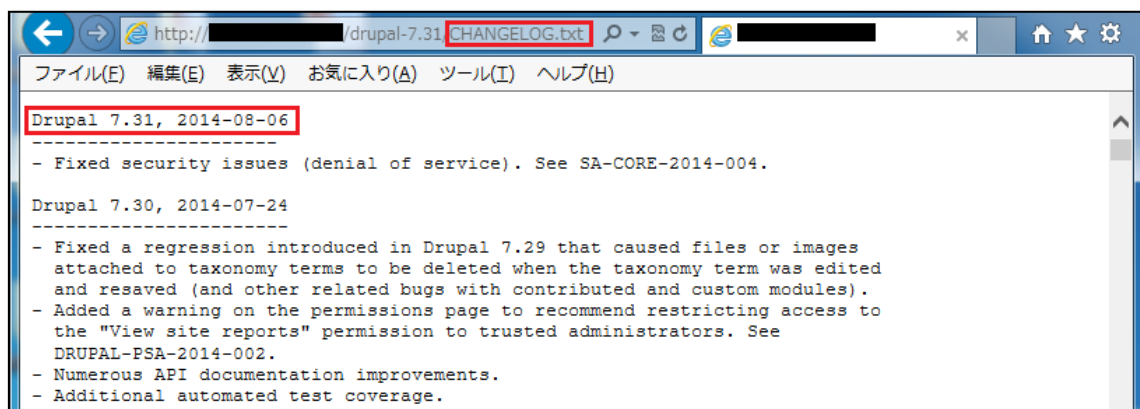 http:// /drupal-7.31/CHANGELOG.txt
ファイル(F) 編集(E) 表示(V) お気に入り(A) ツール(T) ヘルプ(H)
Drupal 7.31, 2014-08-06
----------------------
- Fixed security issues (denial of service). See SA-CORE-2014-004.
Drupal 7.30, 2014-07-24
-----------------------
- Fixed a regression introduced in Drupal 7.29 that caused files or images
attached to taxonomy terms to be deleted when the taxonomy term was edited
and resaved (and other related bugs with contributed and custom modules).
- Added a warning on the permissions page to recommend restricting access to
the "View site reports" permission to trusted administrators. See
DRUPAL-PSA-2014-002.
- Numerous API documentation improvements.
- Additional automated test coverage.